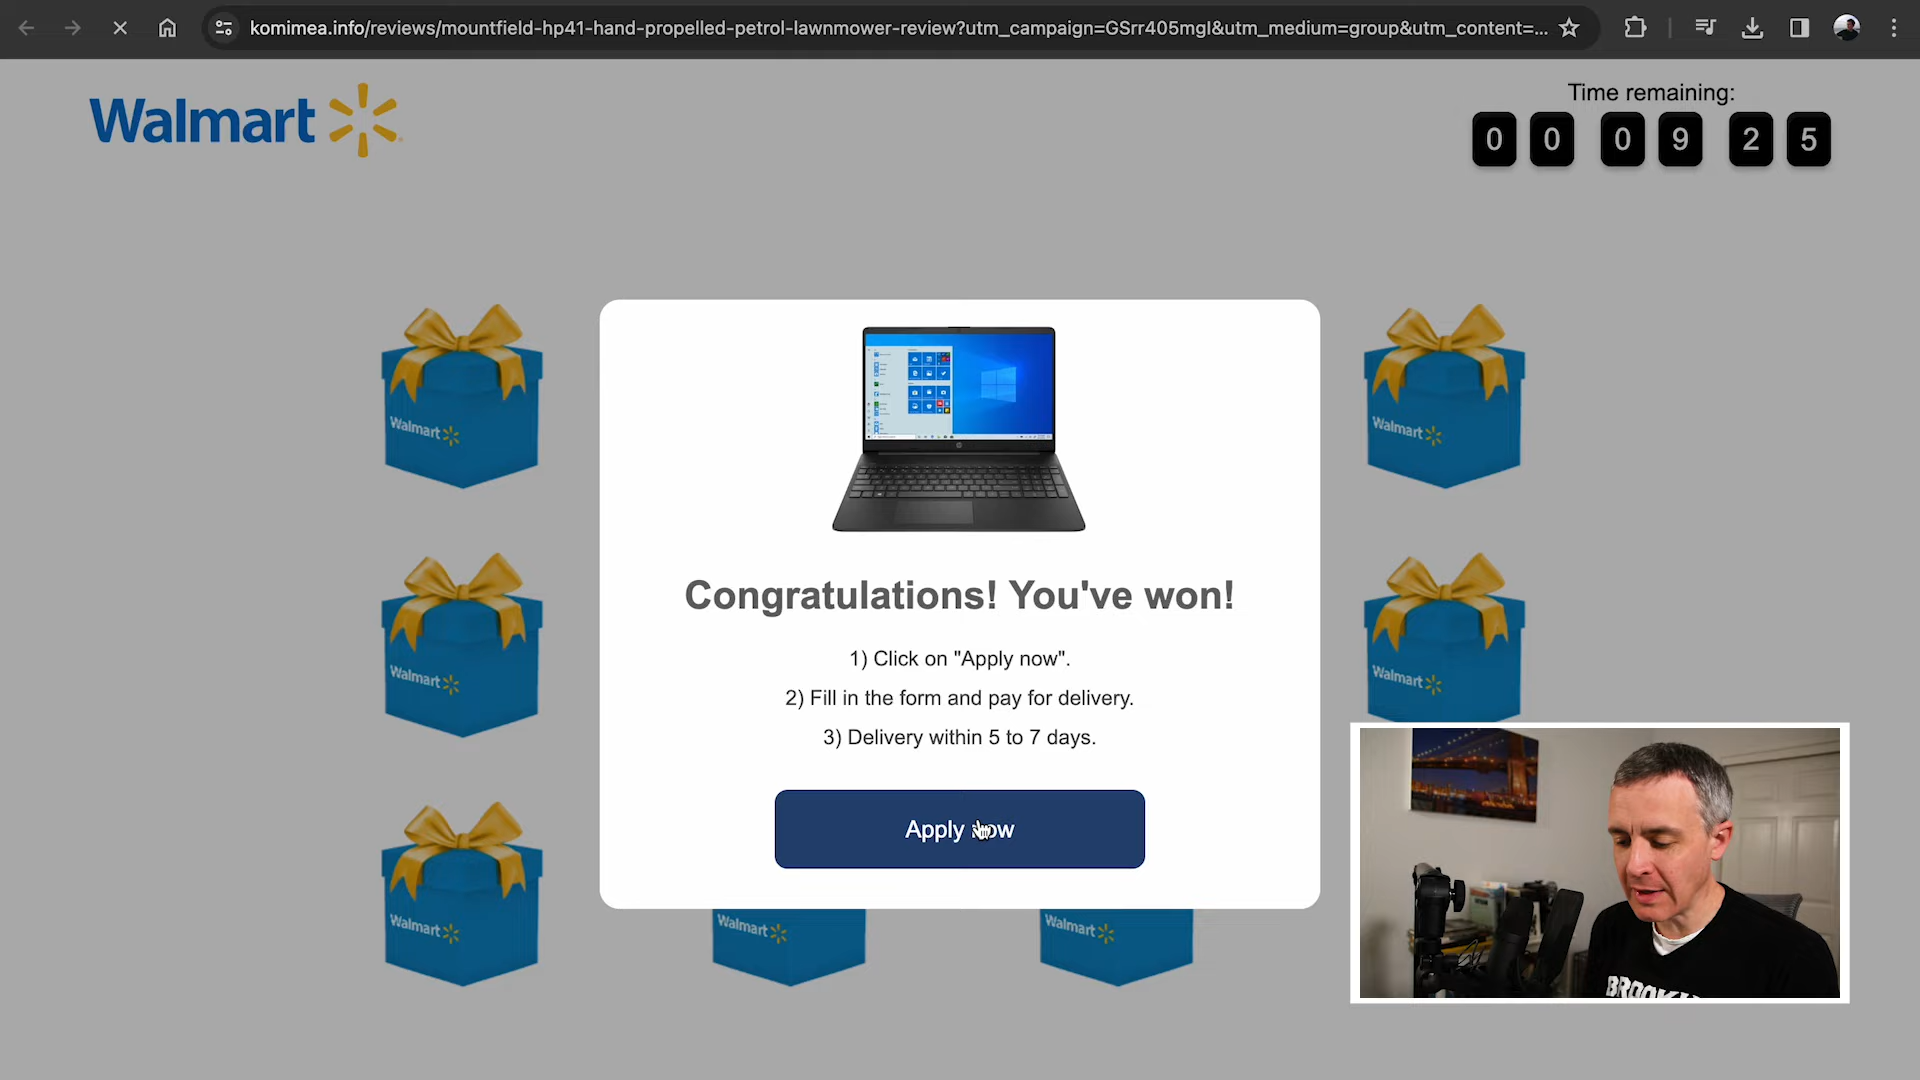 komimea.info/reviews/mountfield-hp41-hand-propelled-petrol-lawnmower-review?utm_campaign=GSrr405mgl&utm_medium=group&utm_content=...
Walmart
Time remaining:
0 0 0 9 2 5
Walmart
Walmart
Congratulations! You've won!
1) Click on "Apply now".
2) Fill in the form and pay for delivery.
3) Delivery within 5 to 7 days.
Walmart
Walmart
Apply now
Walmart
Walmart
Walmart